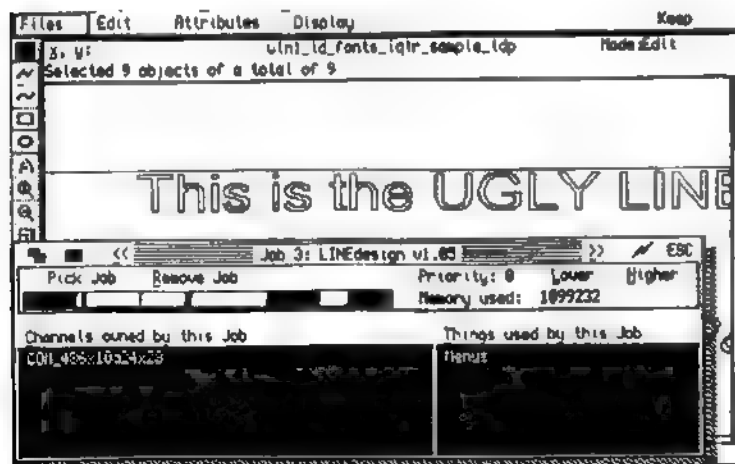 Files Edit Attributes Display Keep
x, y: win1_ld_fonts_iqlr_sample_ldp Mode:Edit
Selected 9 objects of a total of 9
A
This is the UGLY LINE
<< Job 3: LINEdesign v1.05 >> ESC
Pick Job Remove Job Priority: 0 Lower Higher
Memory used: 1099232
Channels owned by this Job Things used by this Job
CON_486x10a24x28 Menus